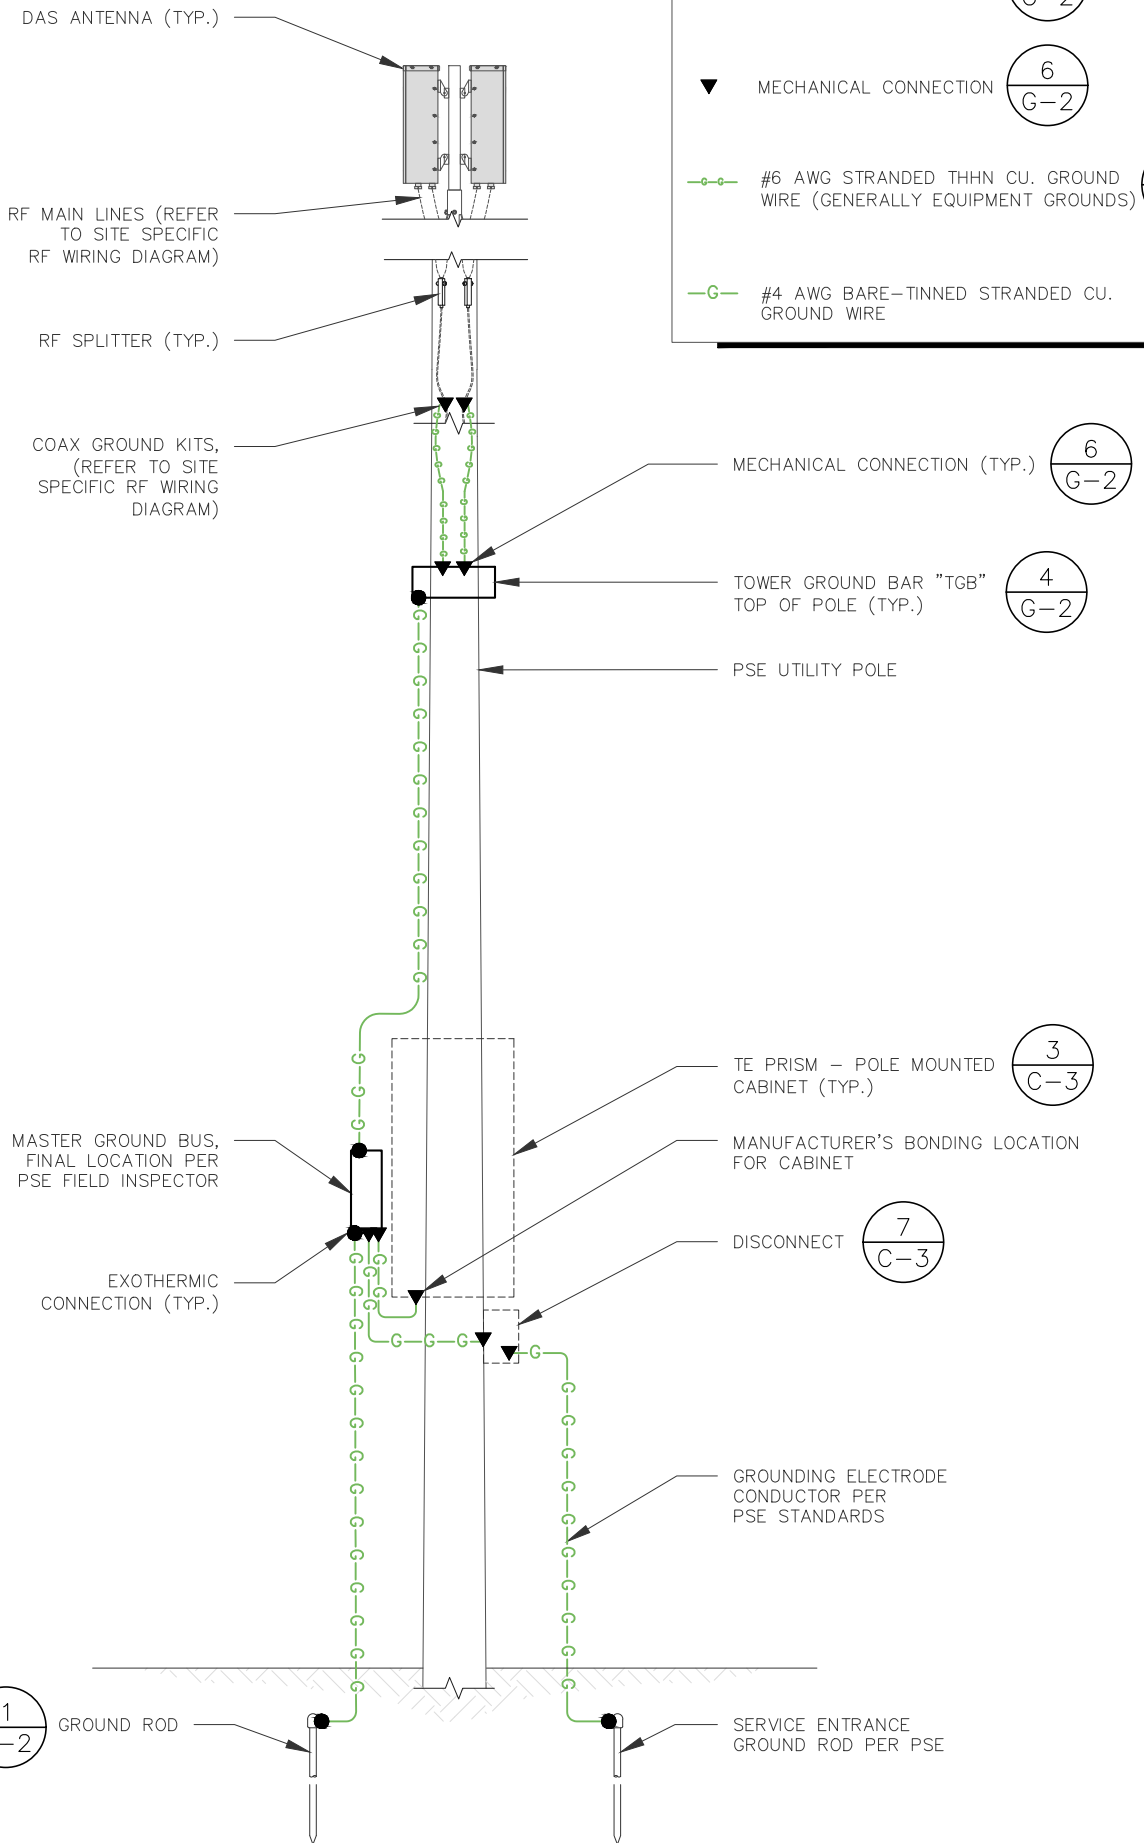 DAS ANTENNA (TYP.)
G-2
MECHANICAL CONNECTION
6
G-2
G-G
#6 AWG STRANDED THHN CU. GROUND
WIRE (GENERALLY EQUIPMENT GROUNDS)
G
#4 AWG BARE-TINNED STRANDED CU.
GROUND WIRE
RF MAIN LINES (REFER
TO SITE SPECIFIC
RF WIRING DIAGRAM)
RF SPLITTER (TYP.)
COAX GROUND KITS,
(REFER TO SITE
SPECIFIC RF WIRING
DIAGRAM)
MECHANICAL CONNECTION (TYP.)
6
G-2
TOWER GROUND BAR "TGB"
TOP OF POLE (TYP.)
4
G-2
PSE UTILITY POLE
TE PRISM - POLE MOUNTED
CABINET (TYP.)
3
C-3
MASTER GROUND BUS,
FINAL LOCATION PER
PSE FIELD INSPECTOR
MANUFACTURER'S BONDING LOCATION
FOR CABINET
DISCONNECT
7
C-3
EXOTHERMIC
CONNECTION (TYP.)
GROUNDING ELECTRODE
CONDUCTOR PER
PSE STANDARDS
1
-2
GROUND ROD
SERVICE ENTRANCE
GROUND ROD PER PSE